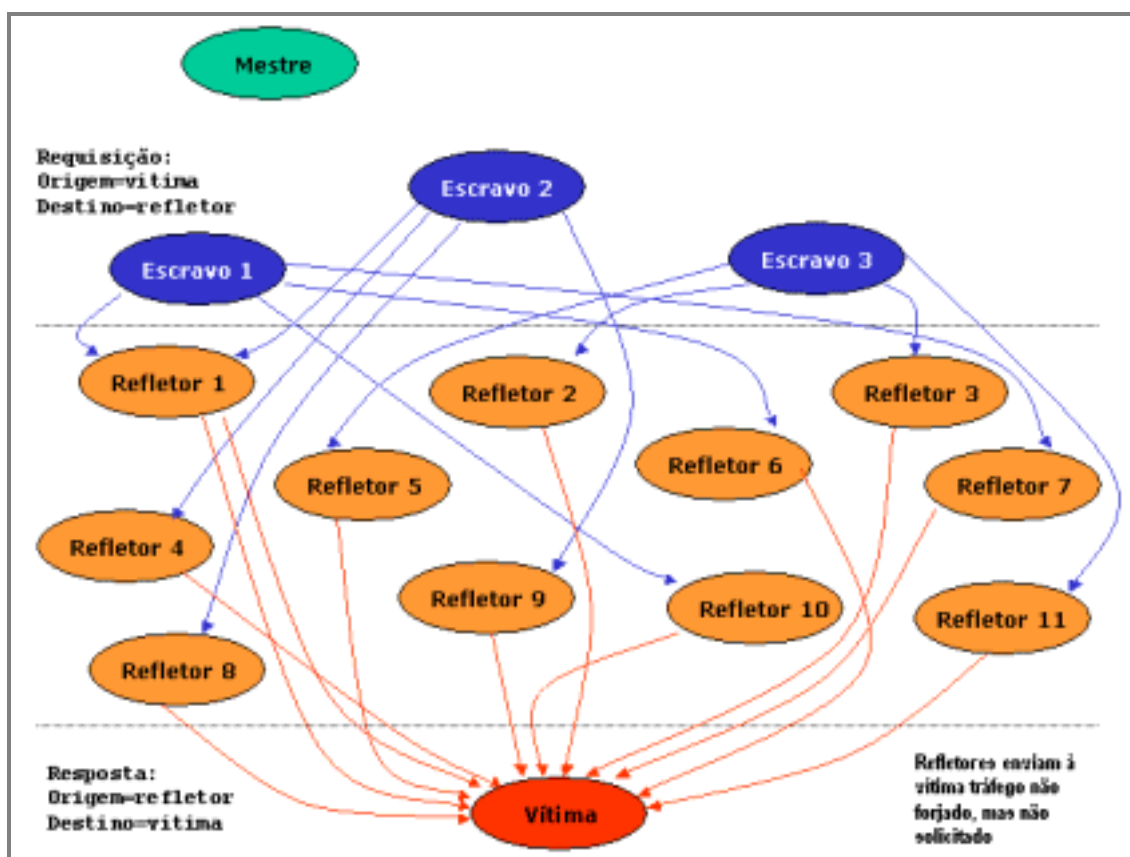 Mestre
Requisição:
Origem=vitima
Destino=refletor
Escravo 2
Escravo 1
Escravo 3
Refletor 1
Refletor 2
Refletor 3
Refletor 6
Refletor 5
Refletor 7
Refletor 4
Refletor 9
Refletor 10
Refletor 11
Refletor 8
Resposta:
Origem=refletor
Destino=vitima
Vítima
Refletores enviam à
vitima tráfego não
forjado, mas não
solicitado